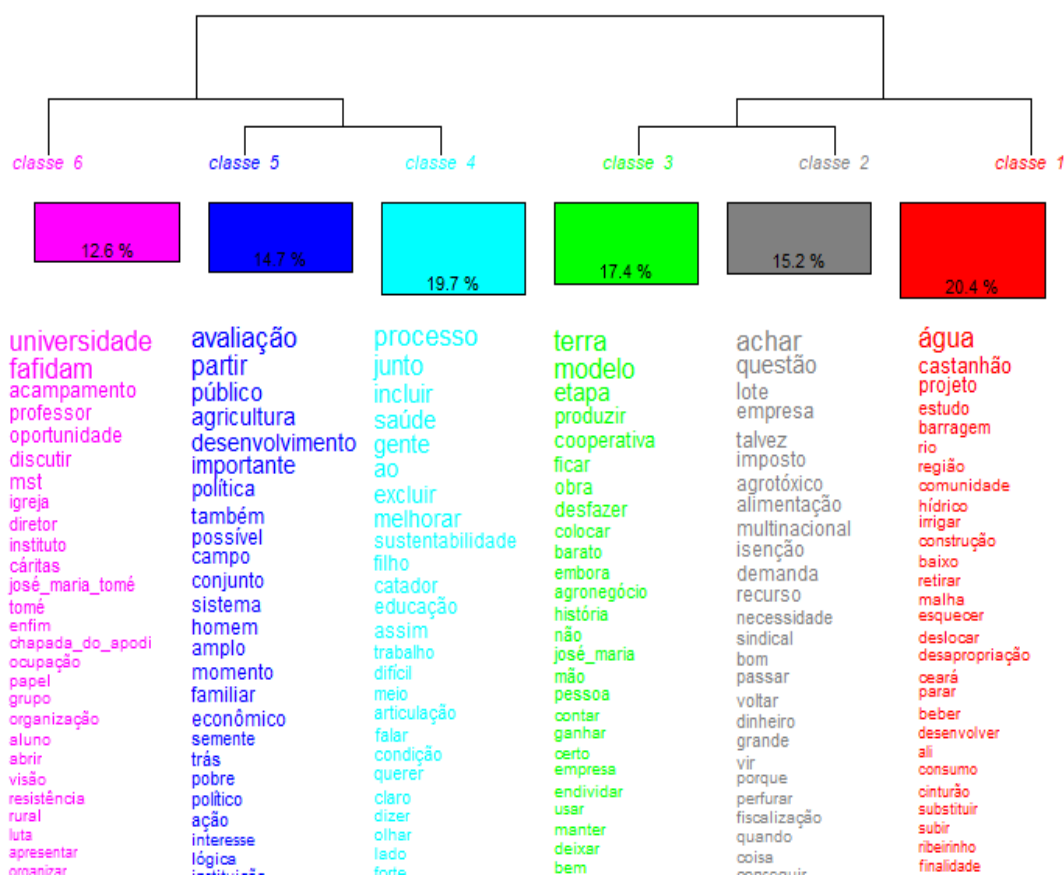 classe 6
classe 5
classe 4
classe 3
classe 2
classe 1
12.6 %
14.7 %
19.7 %
17.4 %
15.2 %
20.4 %
universidade
fafidam
acampamento
professor
oportunidade
discutir
mst
igreja
diretor
instituto
cáritas
josé_maria_tomé
tomé
enfim
chapada_do_apodi
ocupação
papel
grupo
organização
aluno
abrir
visão
resistência
rural
luta
apresentar
organizar
avaliação
partir
público
agricultura
desenvolvimento
importante
política
também
possível
campo
conjunto
sistema
homem
amplo
momento
familiar
econômico
semente
trás
pobre
político
ação
interesse
lógica
instituição
processo
junto
incluir
saúde
gente
ao
excluir
melhorar
sustentabilidade
filho
catador
educação
assim
trabalho
difícil
meio
articulação
falar
condição
querer
claro
dizer
olhar
lado
forte
terra
modelo
etapa
produzir
cooperativa
ficar
obra
desfazer
colocar
barato
embora
agronegócio
história
não
josé_maria
mão
pessoa
contar
ganhar
certo
empresa
endividar
usar
manter
deixar
bem
achar
questão
lote
empresa
talvez
imposto
agrotóxico
alimentação
multinacional
isenção
demanda
recurso
necessidade
sindical
bom
passar
voltar
dinheiro
grande
vir
porque
perfurar
fiscalização
quando
coisa
conseguir
água
castanhão
projeto
estudo
barragem
rio
região
comunidade
hídrico
irrigar
construção
baixo
retirar
malha
esquecer
deslocar
desapropriação
ceará
parar
beber
desenvolver
ali
consumo
cinturão
substituir
subir
ribeirinho
finalidade